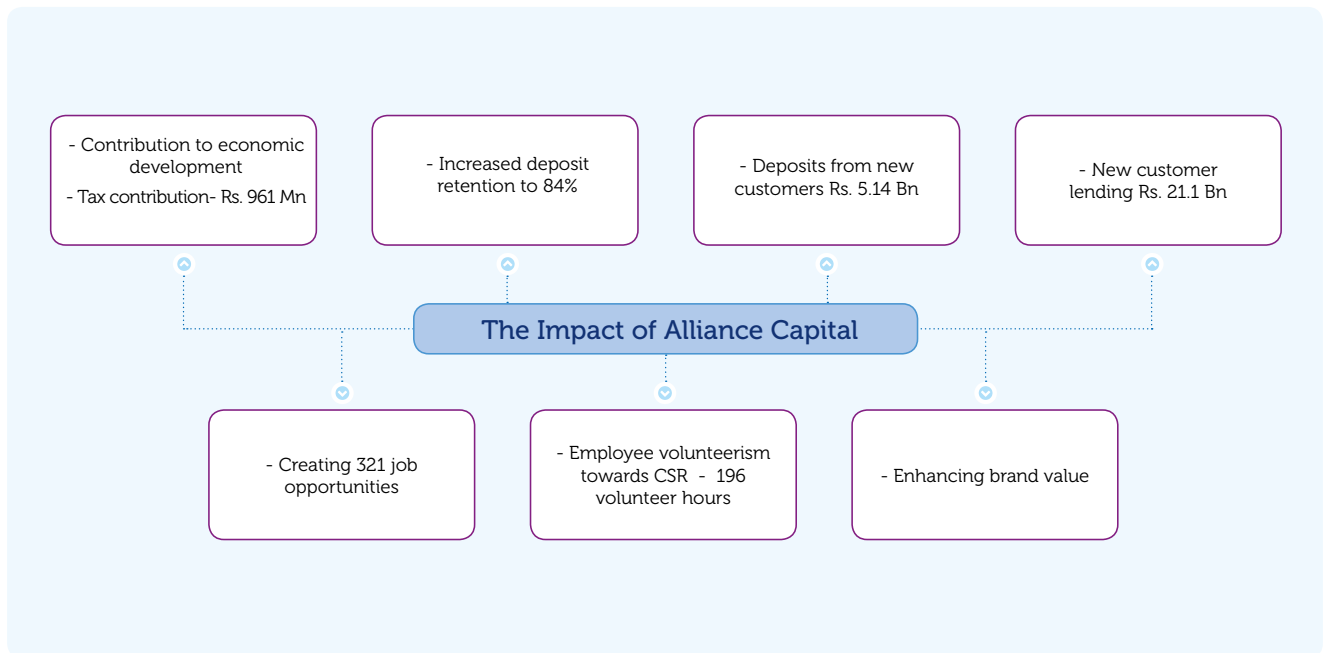 - Contribution to economic
development
- Tax contribution- Rs. 961 Mn
- Increased deposit
retention to 84%
- Deposits from new
customers Rs. 5.14 Bn
- New customer
lending Rs. 21.1 Bn
The Impact of Alliance Capital
- Creating 321 job
opportunities
- Employee volunteerism
towards CSR - 196
volunteer hours
- Enhancing brand value